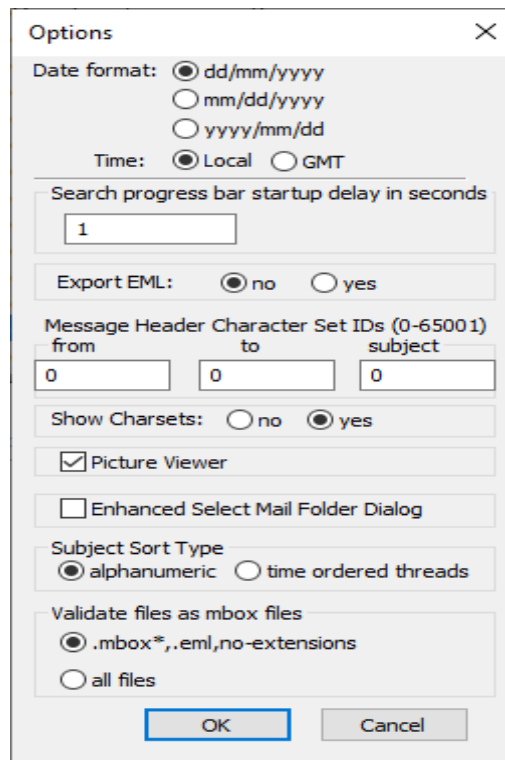 Options
Date format: dd/mm/yyyy
mm/dd/yyyy
yyyy/mm/dd
Time: Local GMT
Search progress bar startup delay in seconds
1
Export EML: no yes
Message Header Character Set IDs (0-65001)
from to subject
0 0 0
Show Charsets: no yes
Picture Viewer
Enhanced Select Mail Folder Dialog
Subject Sort Type
alphanumeric time ordered threads
Validate files as mbox files
.mbox*,.eml,no-extensions
all files
OK Cancel